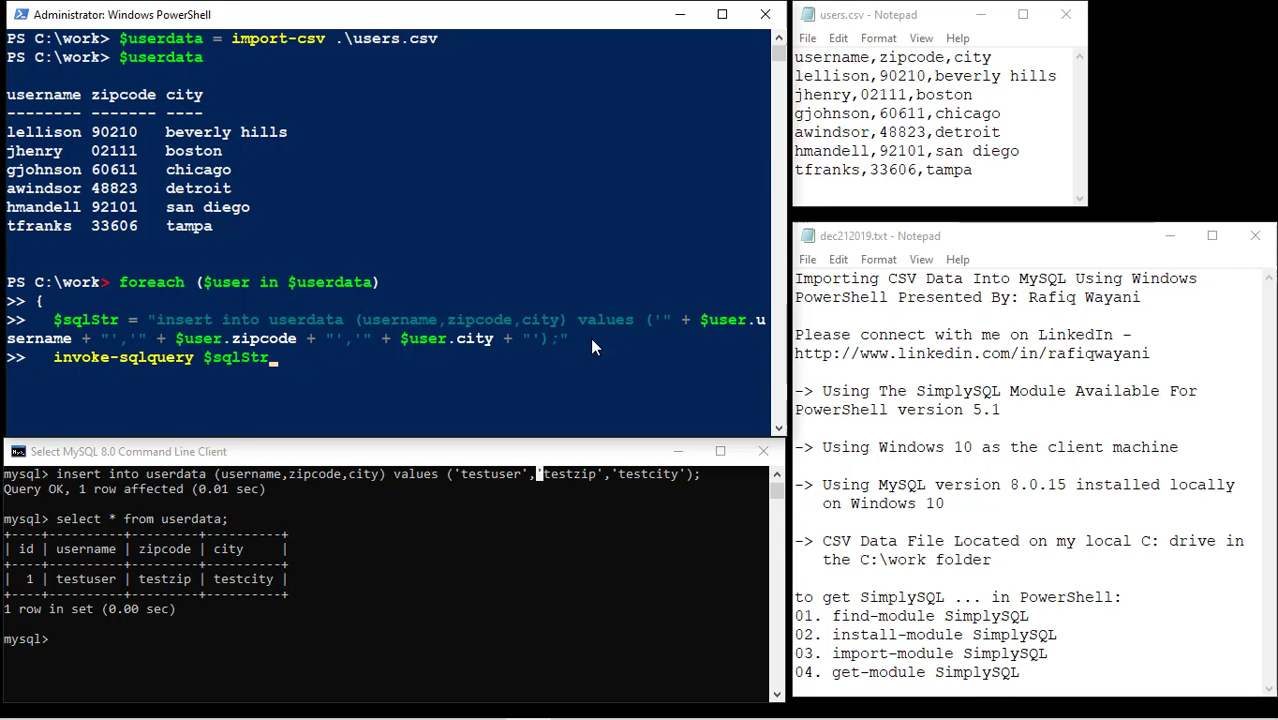 Administrator: Windows PowerShell
PS C:\work> $userdata = import-csv .\users.csv
PS C:\work> $userdata
username zipcode city
-------- ------- ----
lellison 90210   beverly hills
jhenry   02111   boston
gjohnson 60611   chicago
awindsor 48823   detroit
hmandell 92101   san diego
tfranks  33606   tampa
PS C:\work> foreach ($user in $userdata)
>> {
>>    $sqlStr = "insert into userdata (username,zipcode,city) values ('" + $user.u
sername + "','" + $user.zipcode + "','" + $user.city + "');"
>>    invoke-sqlquery $sqlStr_
Select MySQL 8.0 Command Line Client
mysql> insert into userdata (username,zipcode,city) values ('testuser','testzip','testcity');
Query OK, 1 row affected (0.01 sec)
mysql> select * from userdata;
+----+----------+---------+----------+
| id | username | zipcode | city     |
+----+----------+---------+----------+
|  1 | testuser | testzip | testcity |
+----+----------+---------+----------+
1 row in set (0.00 sec)
mysql>
users.csv - Notepad
File Edit Format View Help
username,zipcode,city
lellison,90210,beverly hills
jhenry,02111,boston
gjohnson,60611,chicago
awindsor,48823,detroit
hmandell,92101,san diego
tfranks,33606,tampa
dec212019.txt - Notepad
File Edit Format View Help
Importing CSV Data Into MySQL Using Windows
PowerShell Presented By: Rafiq Wayani
Please connect with me on LinkedIn -
http://www.linkedin.com/in/rafiqwayani
-> Using The SimplySQL Module Available For
PowerShell version 5.1
-> Using Windows 10 as the client machine
-> Using MySQL version 8.0.15 installed locally
on Windows 10
-> CSV Data File Located on my local C: drive in
the C:\work folder
to get SimplySQL ... in PowerShell:
01. find-module SimplySQL
02. install-module SimplySQL
03. import-module SimplySQL
04. get-module SimplySQL